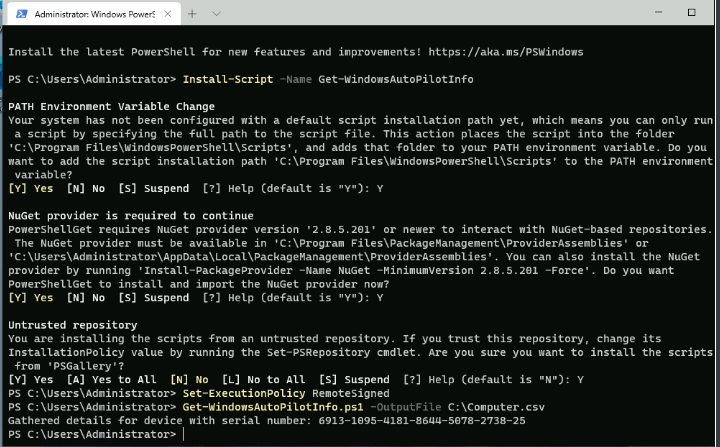 Administrator: Windows PowerS
Install the latest PowerShell for new features and improvements! https://aka.ms/PSWindows
PS C:\Users\Administrator> Install-Script -Name Get-WindowsAutoPilotInfo
PATH Environment Variable Change
Your system has not been configured with a default script installation path yet, which means you can only run
a script by specifying the full path to the script file. This action places the script into the folder
'C:\Program Files\WindowsPowerShell\Scripts', and adds that folder to your PATH environment variable. Do you
want to add the script installation path 'C:\Program Files\WindowsPowerShell\Scripts' to the PATH environment
variable?
[Y] Yes [N] No [S] Suspend [?] Help (default is "Y"): Y
NuGet provider is required to continue
PowerShellGet requires NuGet provider version '2.8.5.201' or newer to interact with NuGet-based repositories.
The NuGet provider must be available in 'C:\Program Files\PackageManagement\ProviderAssemblies' or
'C:\Users\Administrator\AppData\Local\PackageManagement\ProviderAssemblies'. You can also install the NuGet
provider by running 'Install-PackageProvider -Name NuGet -MinimumVersion 2.8.5.201 -Force'. Do you want
PowerShellGet to install and import the NuGet provider now?
[Y] Yes [N] No [S] Suspend [?] Help (default is "Y"): Y
Untrusted repository
You are installing the scripts from an untrusted repository. If you trust this repository, change its
InstallationPolicy value by running the Set-PSRepository cmdlet. Are you sure you want to install the scripts
from 'PSGallery'?
[Y] Yes [A] Yes to All [N] No [L] No to All [S] Suspend [?] Help (default is "N"): Y
PS C:\Users\Administrator> Set-ExecutionPolicy RemoteSigned
PS C:\Users\Administrator> Get-WindowsAutoPilotInfo.ps1 -OutputFile C:\Computer.csv
Gathered details for device with serial number: 6913-1095-4181-8644-5078-2738-25
PS C:\Users\Administrator>